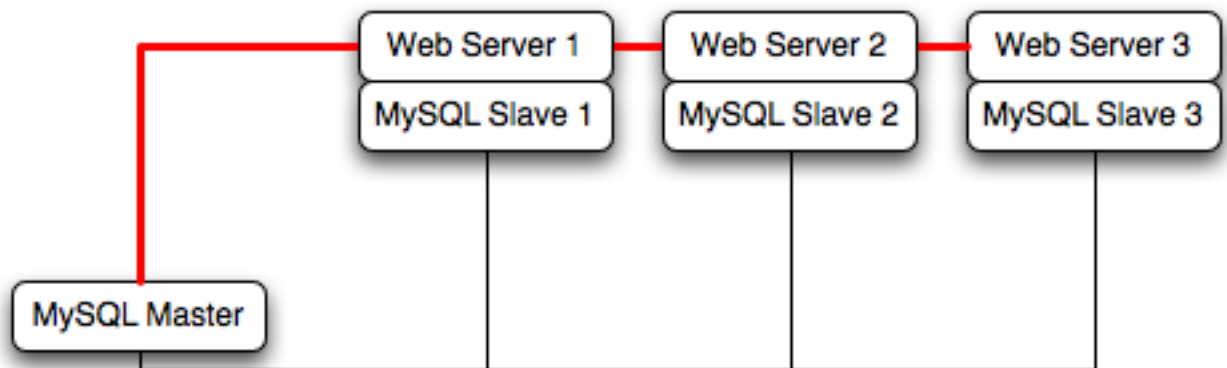 Web Server 1
Web Server 2
Web Server 3
MySQL Slave 1
MySQL Slave 2
MySQL Slave 3
MySQL Master